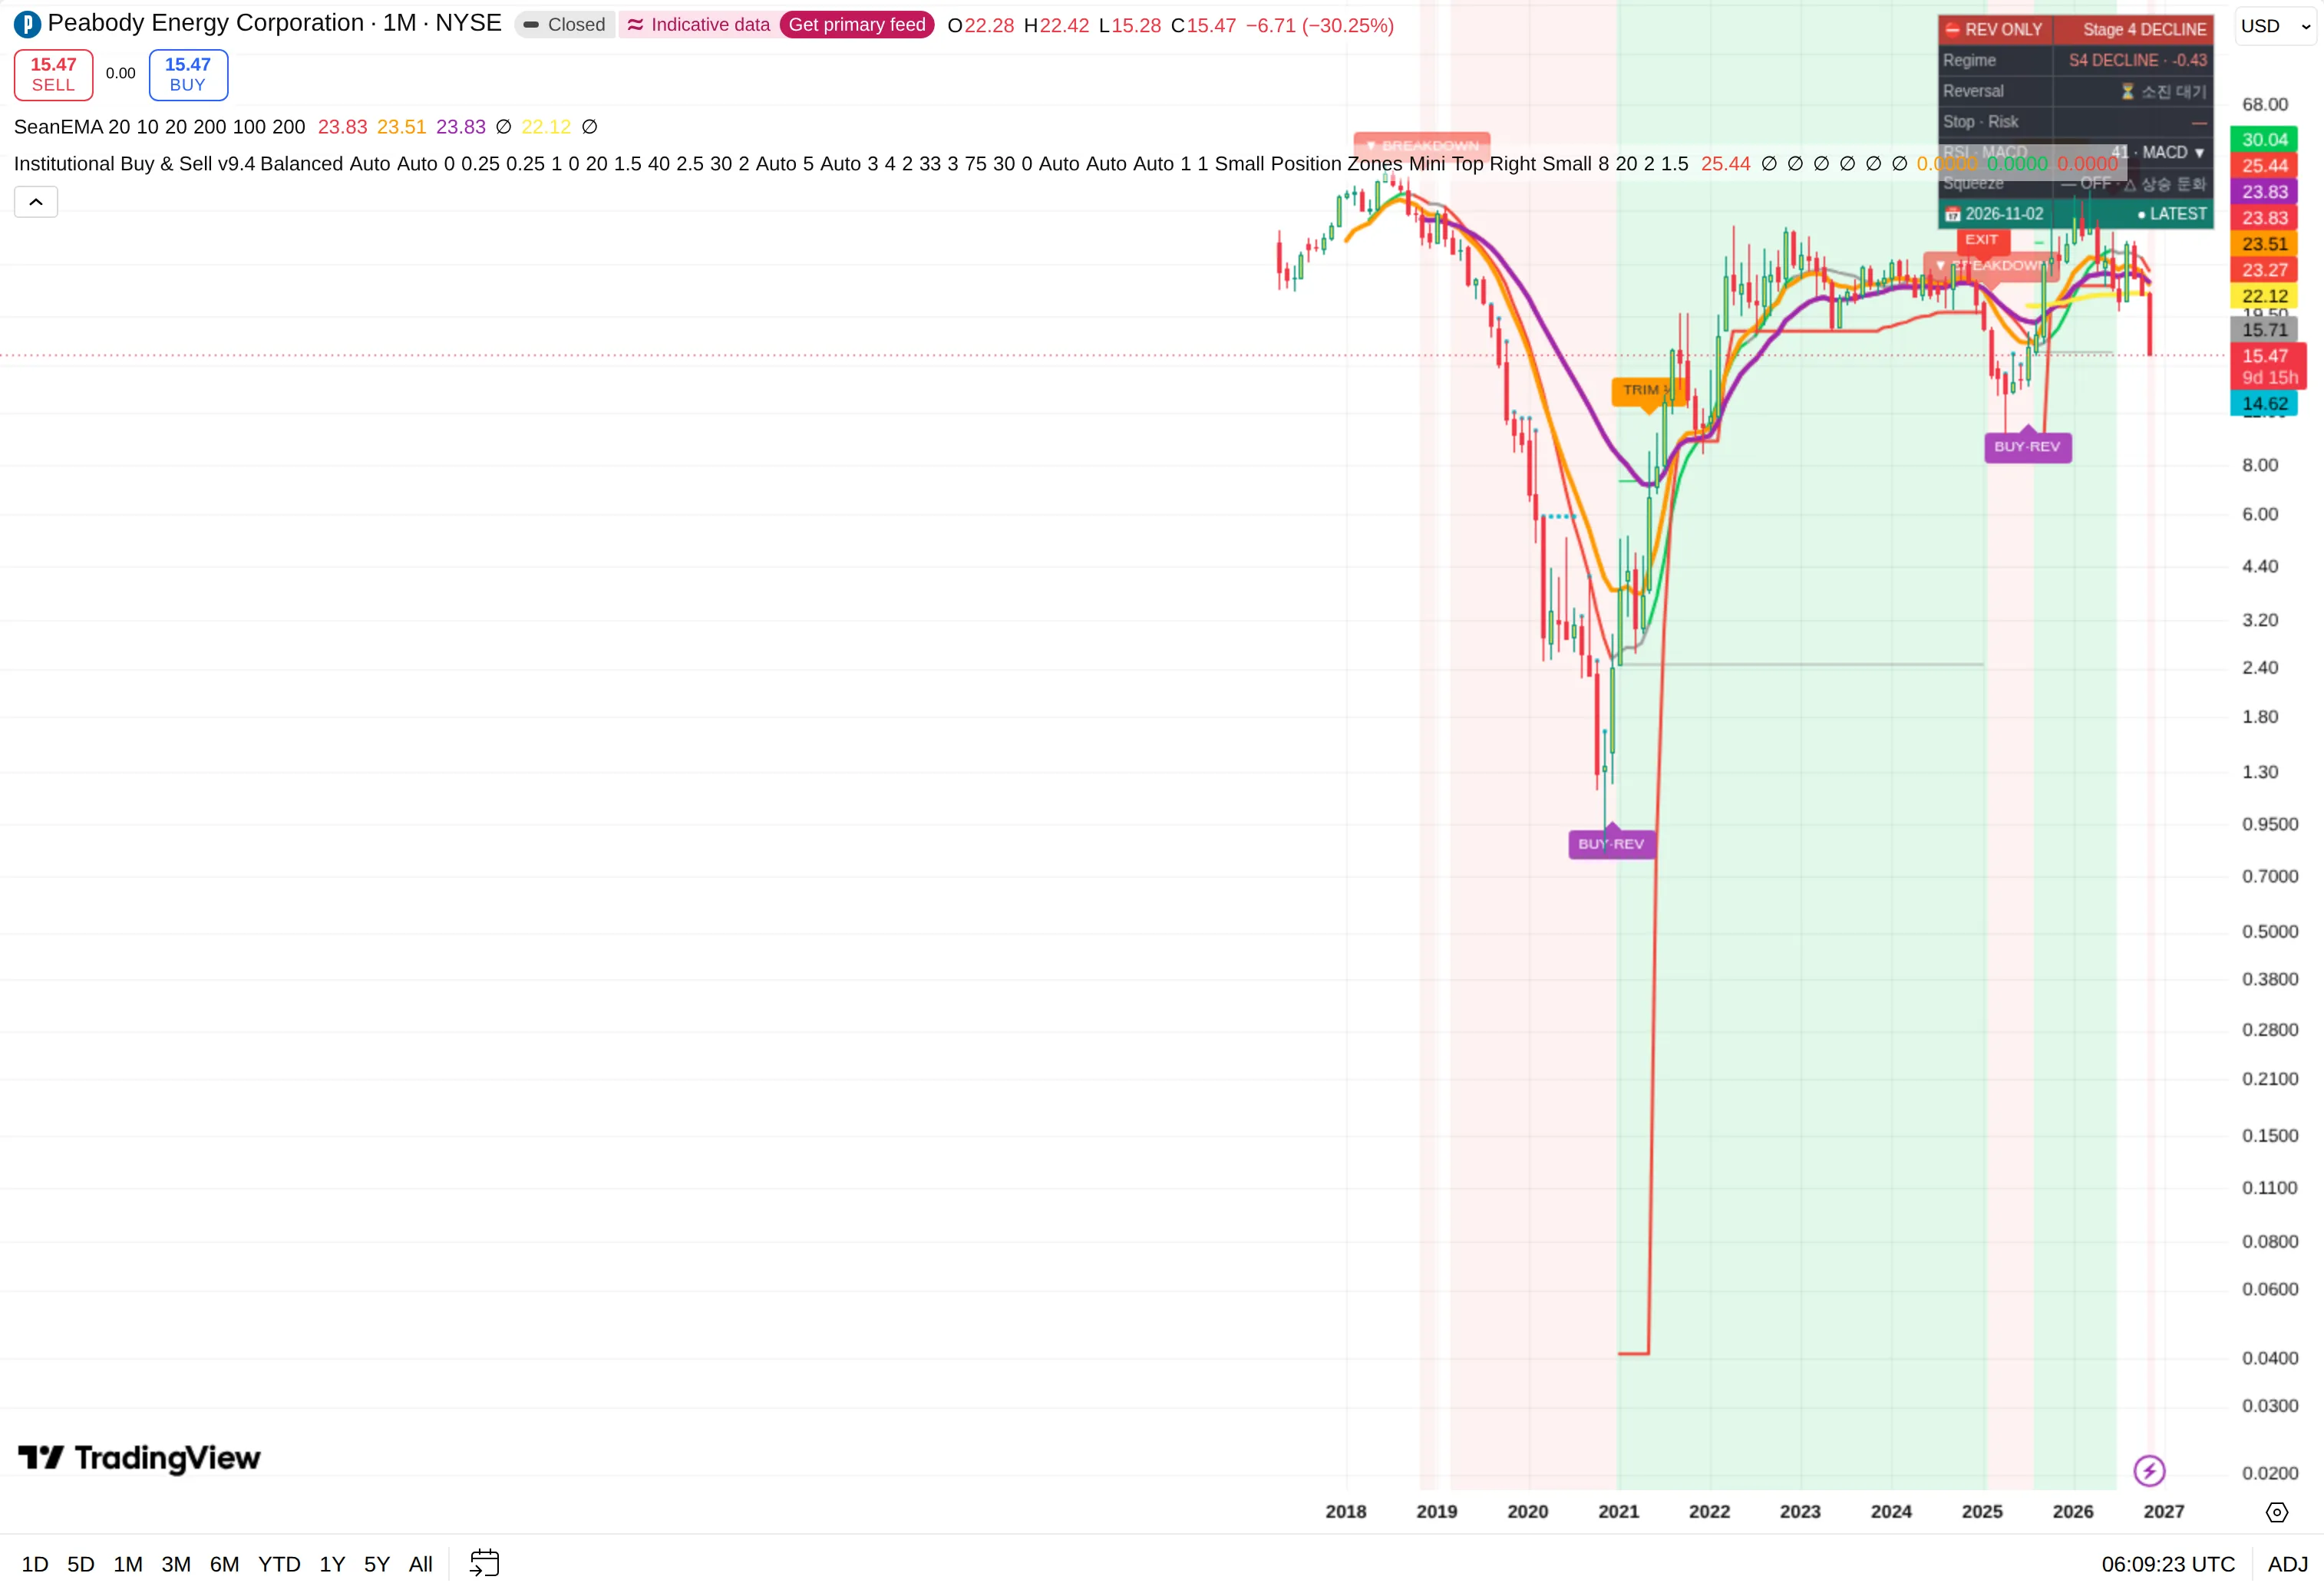 Peabody Energy Corporation · 1M · NYSE Closed Indicative data Get primary feed O22.28 H22.42 L15.28 C15.47 −6.71 (−30.25%)
USD
15.47 SELL 0.00 15.47 BUY
SeanEMA 20 10 20 200 100 200 23.83 23.51 23.83 ∅ 22.12 ∅
Institutional Buy & Sell v9.4 Balanced Auto Auto 0 0.25 0.25 1 0 20 1.5 40 2.5 30 2 Auto 5 Auto 3 4 2 33 3 75 30 0 Auto Auto Auto 1 1 Small Position Zones Mini Top Right Small 8 20 2 1.5 25.44 ∅ ∅ ∅ ∅ ∅ ∅ 0.0000 0.0000 0.0000
⛔ REV ONLY Stage 4 DECLINE
Regime S4 DECLINE · -0.43
Reversal ⏳ 소진 대기
Stop · Risk —
RSI · MACD 41 · MACD ▼
Squeeze — OFF · △ 상승 둔화
📅 2026-11-02 ● LATEST
▼ BREAKDOWN
EXIT
▼ BREAKDOWN
TRIM
BUY-REV
BUY-REV
68.00
30.04
25.44
23.83
23.83
23.51
23.27
22.12
19.50
15.71
15.47
9d 15h
14.62
8.00
6.00
4.40
3.20
2.40
1.80
1.30
0.9500
0.7000
0.5000
0.3800
0.2800
0.2100
0.1500
0.1100
0.0800
0.0600
0.0400
0.0300
0.0200
TradingView
2018 2019 2020 2021 2022 2023 2024 2025 2026 2027
1D 5D 1M 3M 6M YTD 1Y 5Y All
06:09:23 UTC ADJ